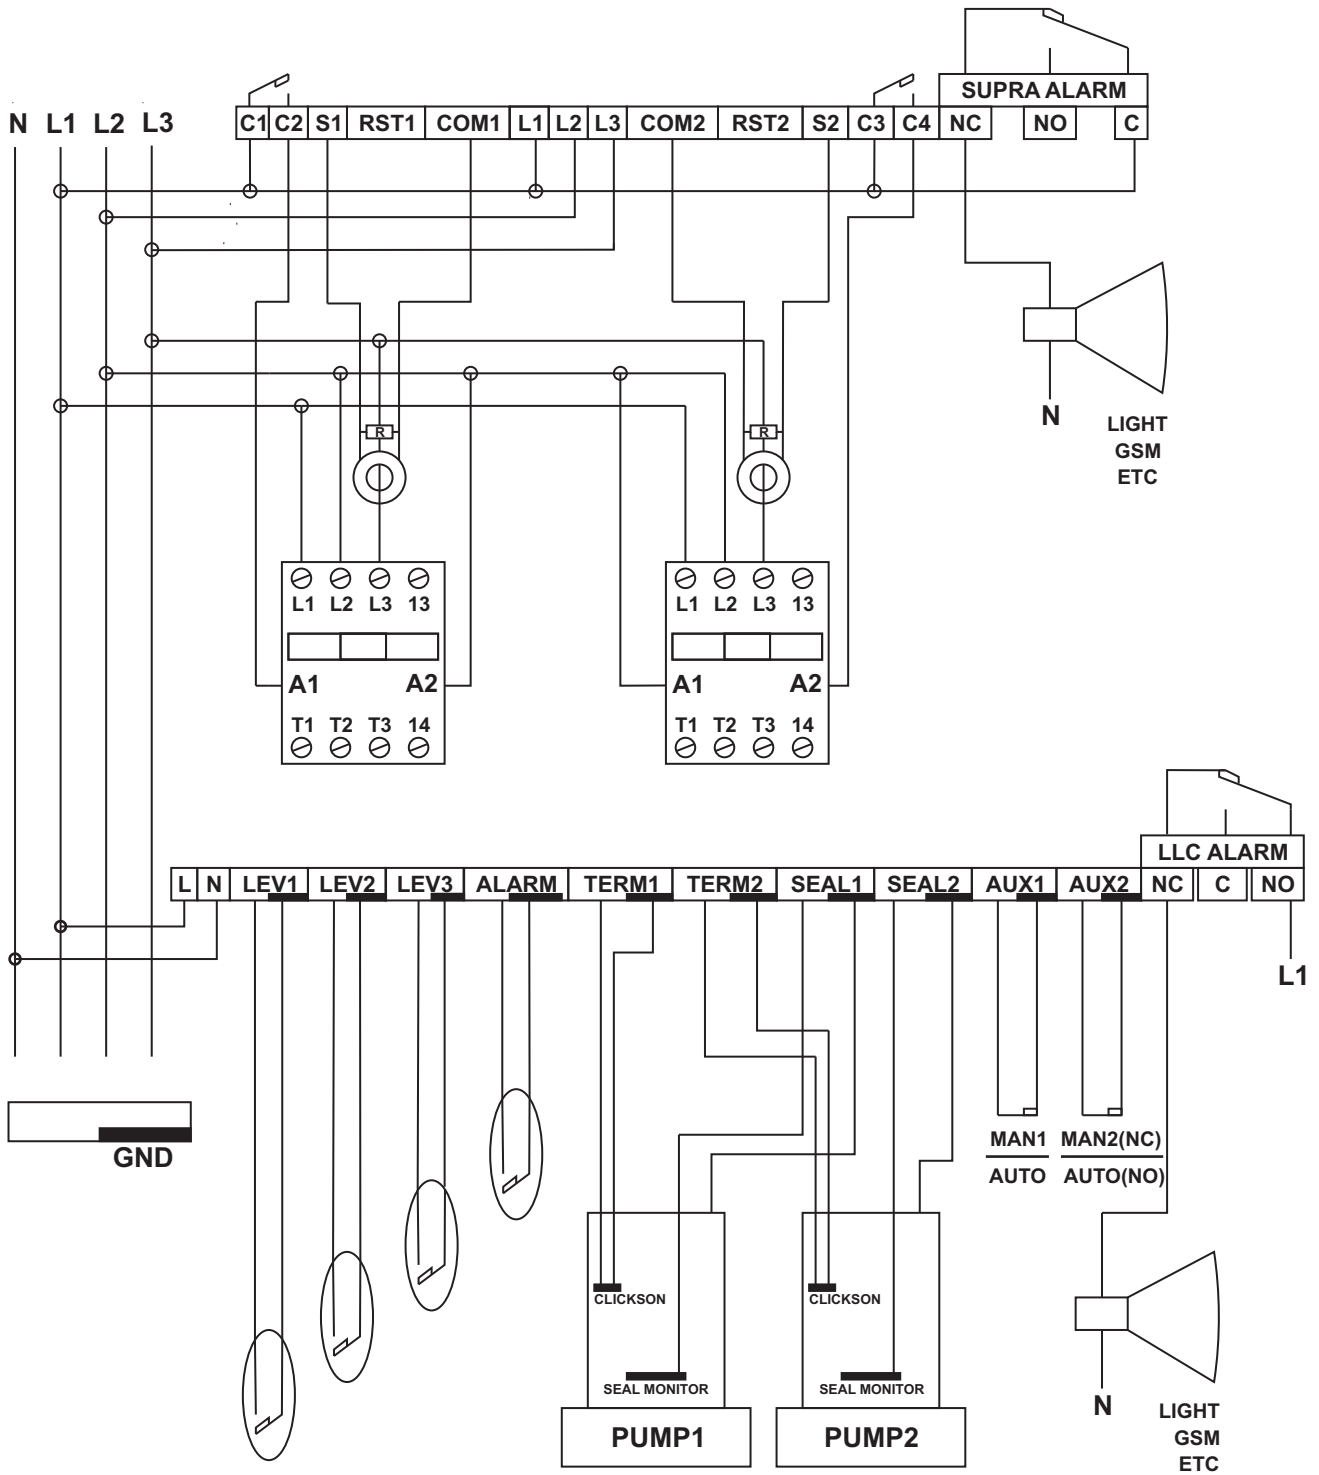 SUPRA ALARM
N L1 L2 L3
C1 C2 S1 RST1 COM1 L1 L2 L3 COM2 RST2 S2 C3 C4 NC NO C
N
LIGHT
GSM
ETC
R R
L1 L2 L3 13
A1 A2
T1 T2 T3 14
L1 L2 L3 13
A1 A2
T1 T2 T3 14
LLC ALARM
L N LEV1 LEV2 LEV3 ALARM TERM1 TERM2 SEAL1 SEAL2 AUX1 AUX2 NC C NO
L1
GND
MAN1
AUTO
MAN2(NC)
AUTO(NO)
CLICKSON
SEAL MONITOR
PUMP1
CLICKSON
SEAL MONITOR
PUMP2
N
LIGHT
GSM
ETC